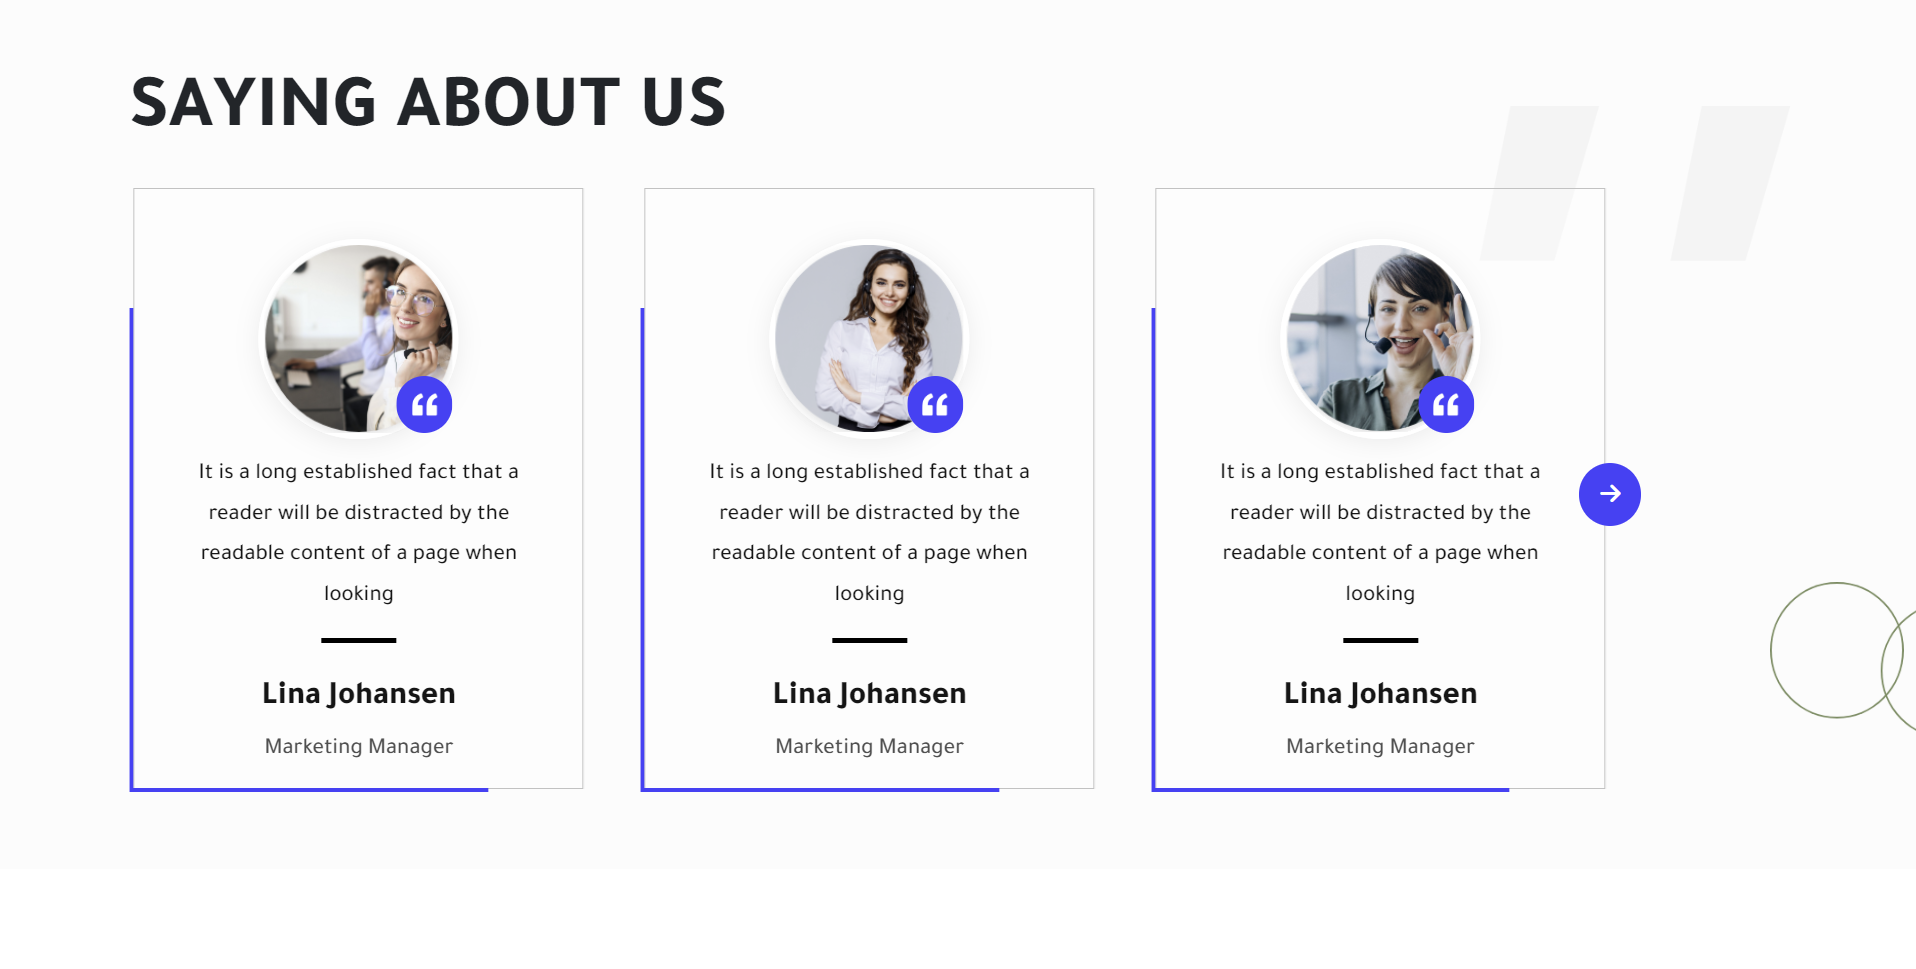 SAYING ABOUT US
It is a long established fact that a
reader will be distracted by the
readable content of a page when
looking
Lina Johansen
Marketing Manager
It is a long established fact that a
reader will be distracted by the
readable content of a page when
looking
Lina Johansen
Marketing Manager
It is a long established fact that a
reader will be distracted by the
readable content of a page when
looking
Lina Johansen
Marketing Manager